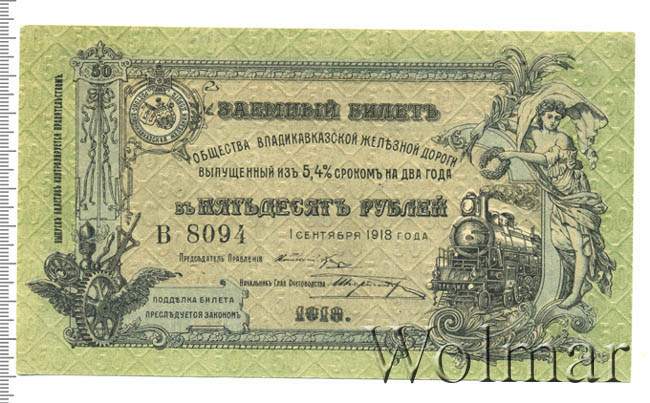 50
ЗАЕМНЫЙ БИЛЕТЪ
ОБЩЕСТВА ВЛАДИКАВКАЗСКОЙ ЖЕЛѢЗНОЙ ДОРОГИ
ВЫПУЩЕННЫЙ ИЗЪ 5,4% СРОКОМЪ НА ДВА ГОДА
въ ПЯТЬДЕСЯТЪ РУБЛЕЙ
В 8094
1 СЕНТЯБРЯ 1918 ГОДА
Предсѣдатель Правленія
Начальникъ Глав. Счетоводства
ПОДДѢЛКА БИЛЕТА
ПРЕСЛѢДУЕТСЯ ЗАКОНОМЪ
1918.
Wolmar